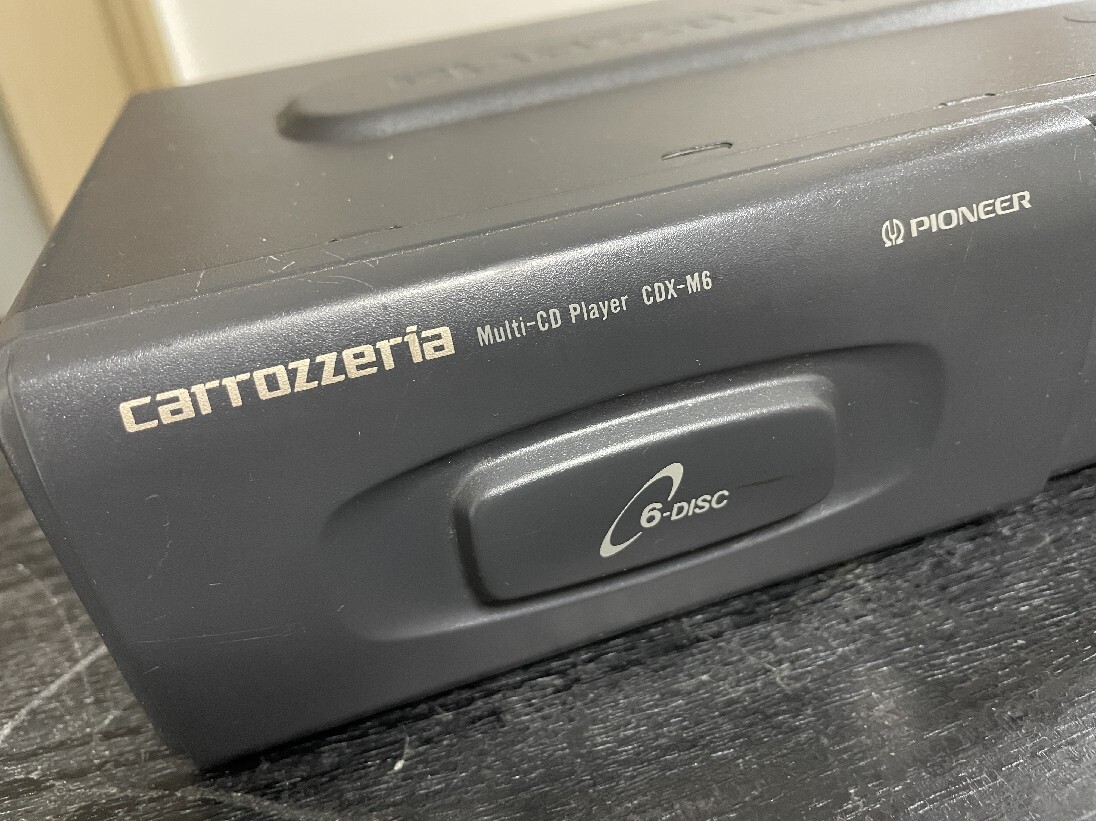 PIONEER
carrozzeria Multi-CD Player CDX-M6
6-DISC